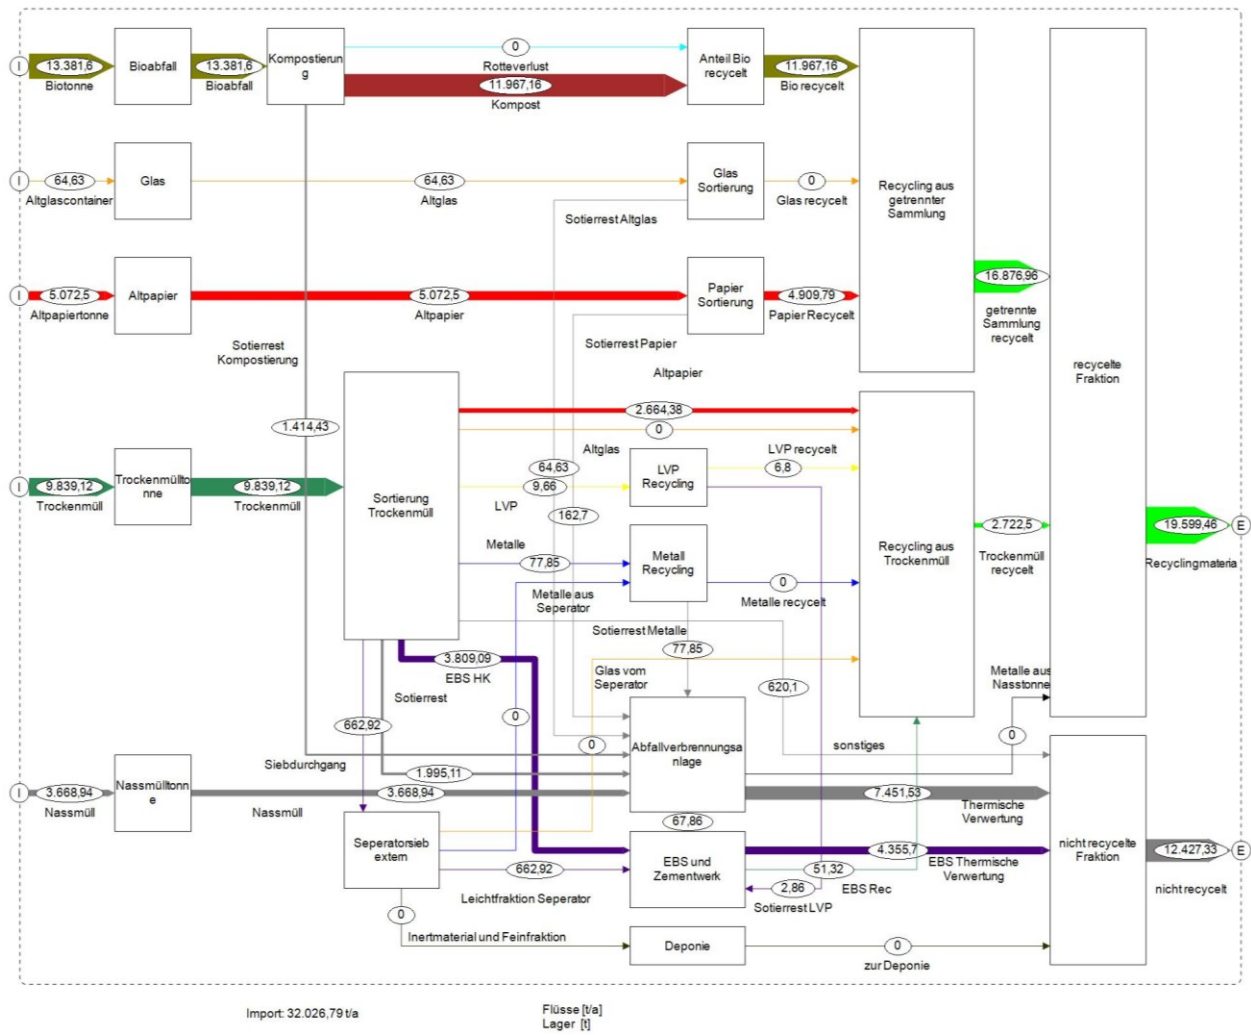 I
13.381,6
Biotonne
Bioabfall
13.381,6
Bioabfall
Kompostierun
g
0
Rotteverlust
11.967,16
Kompost
Anteil Bio
recycelt
11.967,16
Bio recycelt
I
64,63
Altglascontainer
Glas
64,63
Altglas
Glas
Sortierung
0
Glas recycelt
Sotierrest Altglas
Recycling aus
getrennter
Sammlung
I
5.072,5
Altpapiertonne
Altpapier
5.072,5
Altpapier
Papier
Sortierung
4.909,79
Papier Recycelt
16.876,96
getrennte
Sammlung
recycelt
Sotierrest
Kompostierung
Sotierrest Papier
Altpapier
recycelte
Fraktion
1.414,43
2.664,38
0
Altglas
LVP recycelt
I
9.839,12
Trockenmüll
Trockenmüllto
nne
9.839,12
Trockenmüll
Sortierung
Trockenmüll
64,63
9,66
LVP
LVP
Recycling
6,8
162,7
Metalle
77,85
Metalle aus
Seperator
Metall
Recycling
0
Metalle recycelt
Recycling aus
Trockenmüll
2.722,5
Trockenmüll
recycelt
19.599,46
E
Recyclingmateria
Sotierrest Metalle
77,85
3.809,09
EBS HK
Glas vom
Seperator
620,1
Metalle aus
Nasstonne
Sotierrest
662,92
0
0
0
Siebdurchgang
1.995,11
Abfallverbrennungsa
nlage
sonstiges
I
3.668,94
Nassmüll
Nassmülltonne
ne
3.668,94
Nassmüll
7.451,53
Thermische
Verwertung
67,86
Seperatorsieb
extern
662,92
Leichtfraktion Seperator
EBS und
Zementwerk
4.355,7
EBS Thermische
Verwertung
51,32
EBS Rec
2,86
Sotierrest LVP
nicht recycelte
Fraktion
12.427,33
E
nicht recycelt
0
Inertmaterial und Feinfraktion
Deponie
0
zur Deponie
Import: 32.026,79 t/a
Flüsse [t/a]
Lager [t]